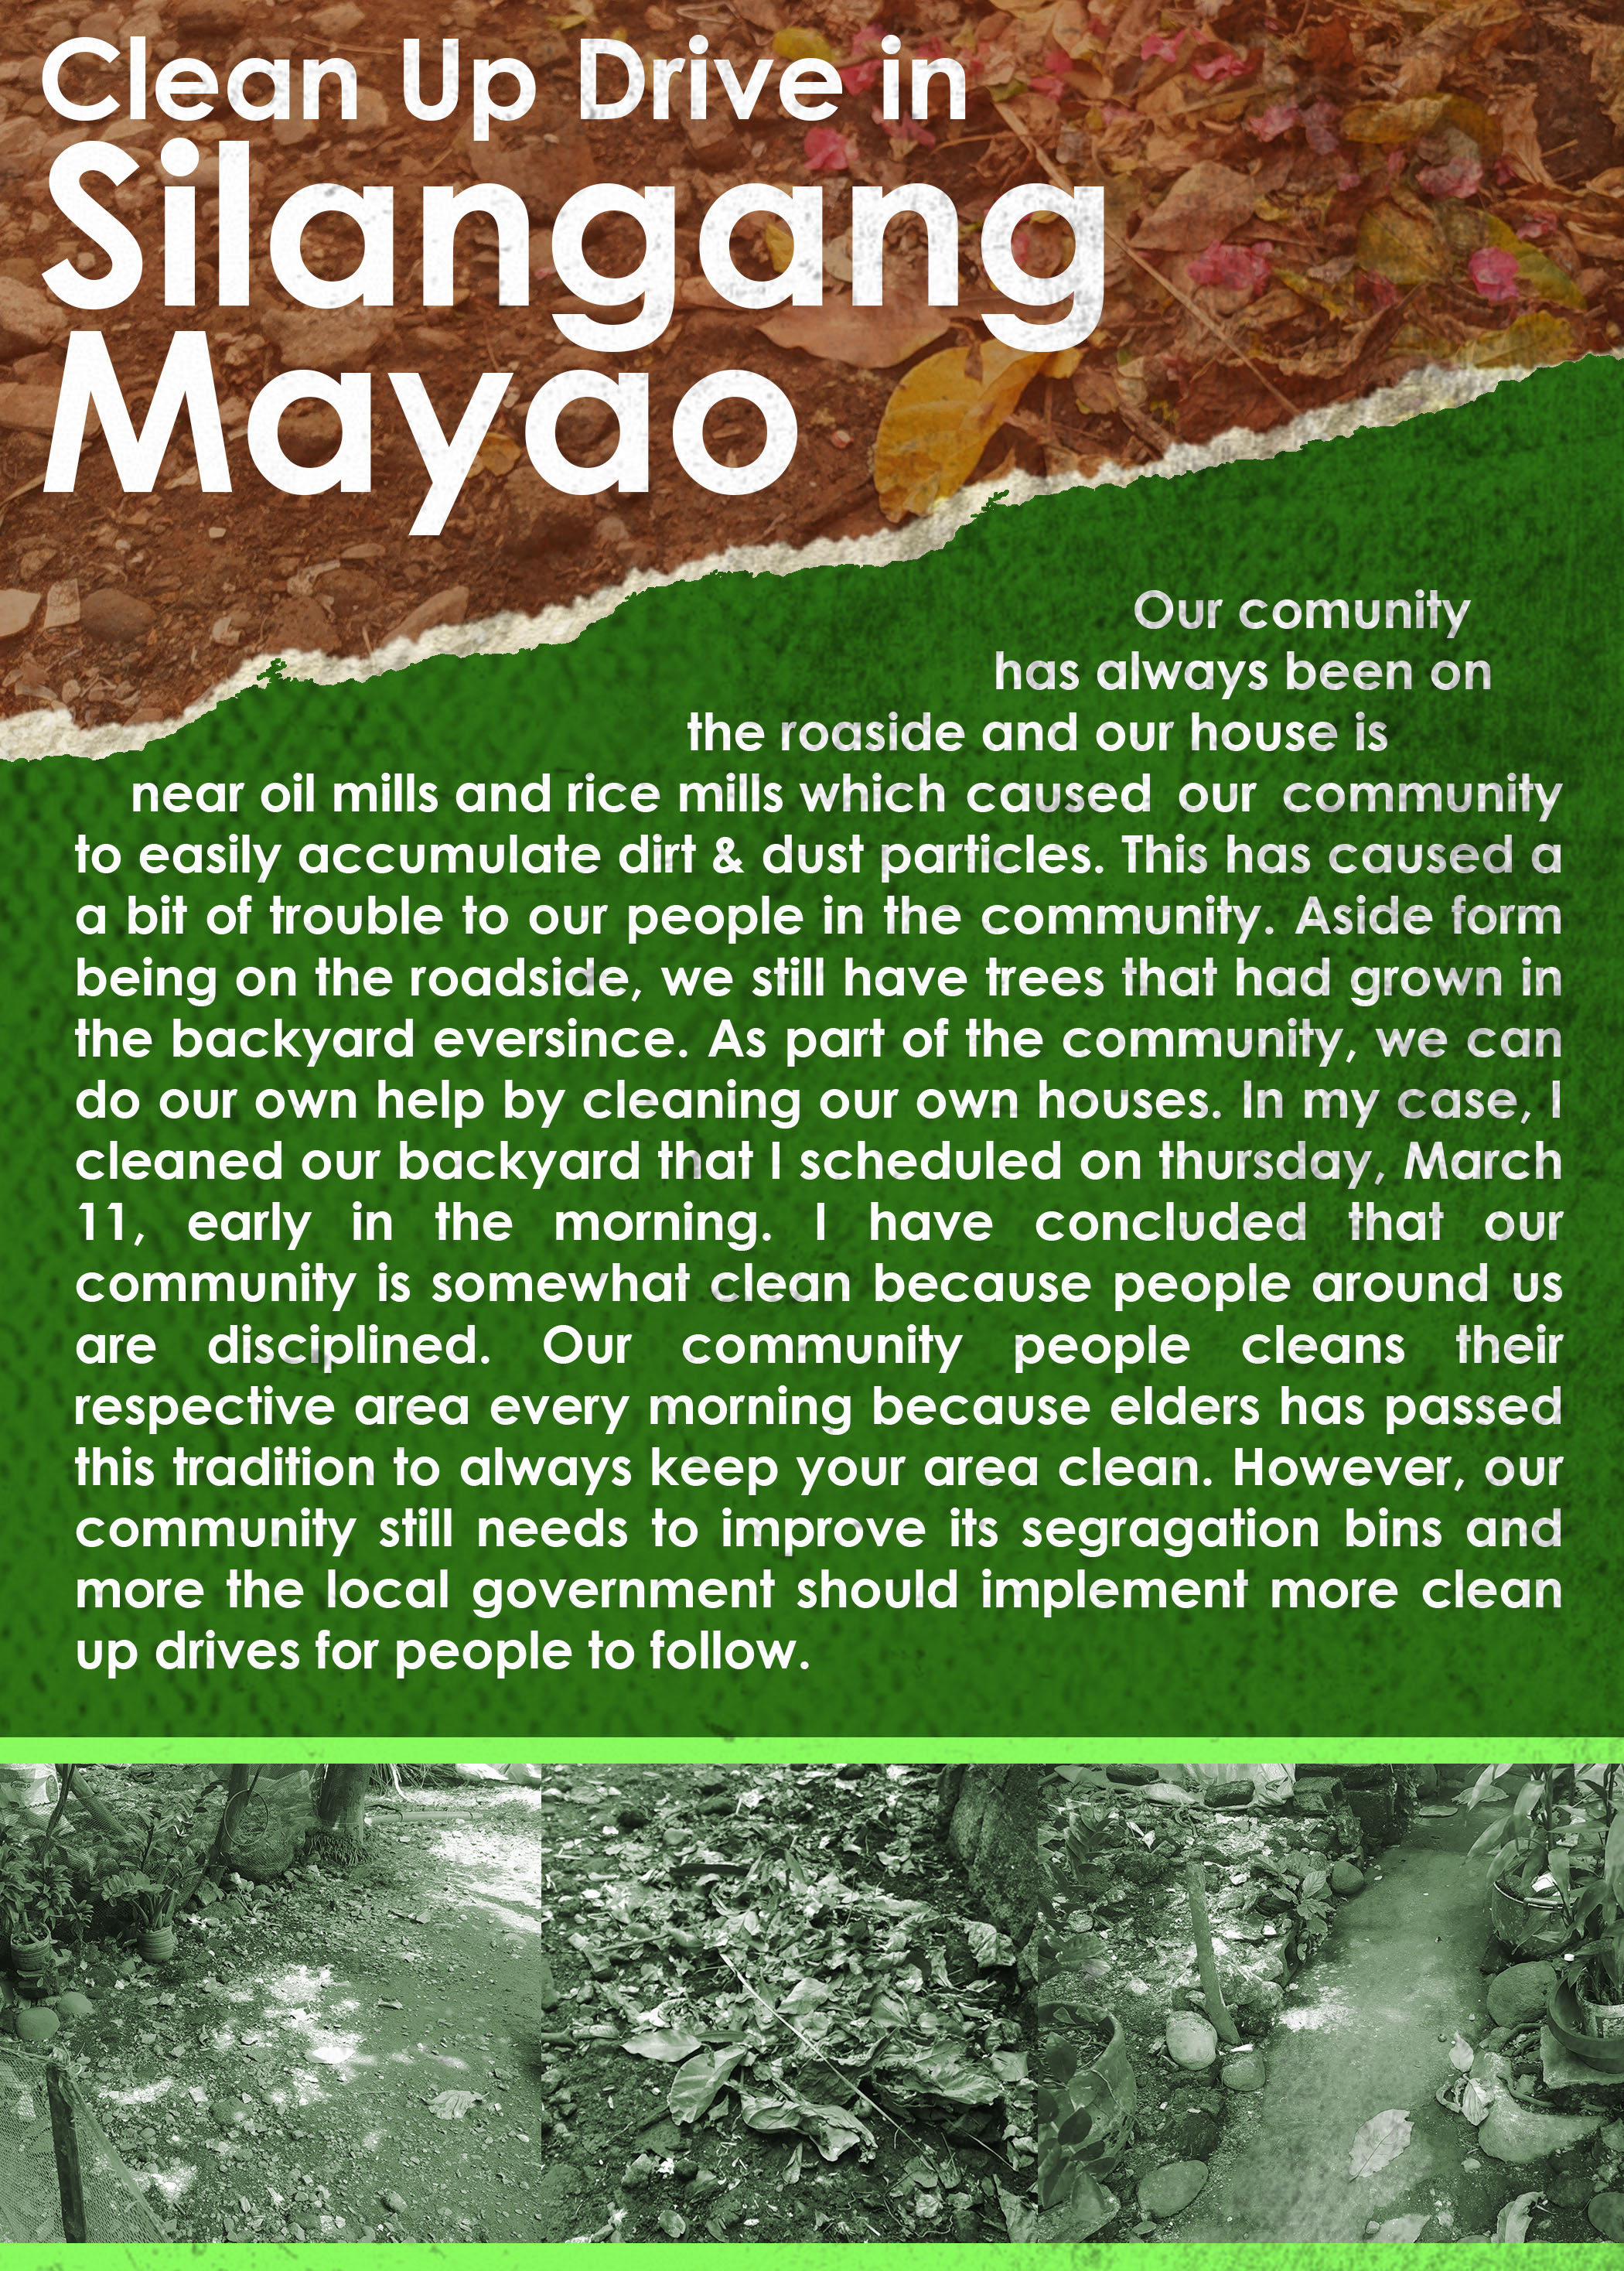 Clean Up Drive in
Silangang
Mayao
Our comunity
has always been on
the roaside and our house is
near oil mills and rice mills which caused our community
to easily accumulate dirt & dust particles. This has caused a
a bit of trouble to our people in the community. Aside form
being on the roadside, we still have trees that had grown in
the backyard eversince. As part of the community, we can
do our own help by cleaning our own houses. In my case, I
cleaned our backyard that I scheduled on thursday, March
11, early in the morning. I have concluded that our
community is somewhat clean because people around us
are disciplined. Our community people cleans their
respective area every morning because elders has passed
this tradition to always keep your area clean. However, our
community still needs to improve its segragation bins and
more the local government should implement more clean
up drives for people to follow.